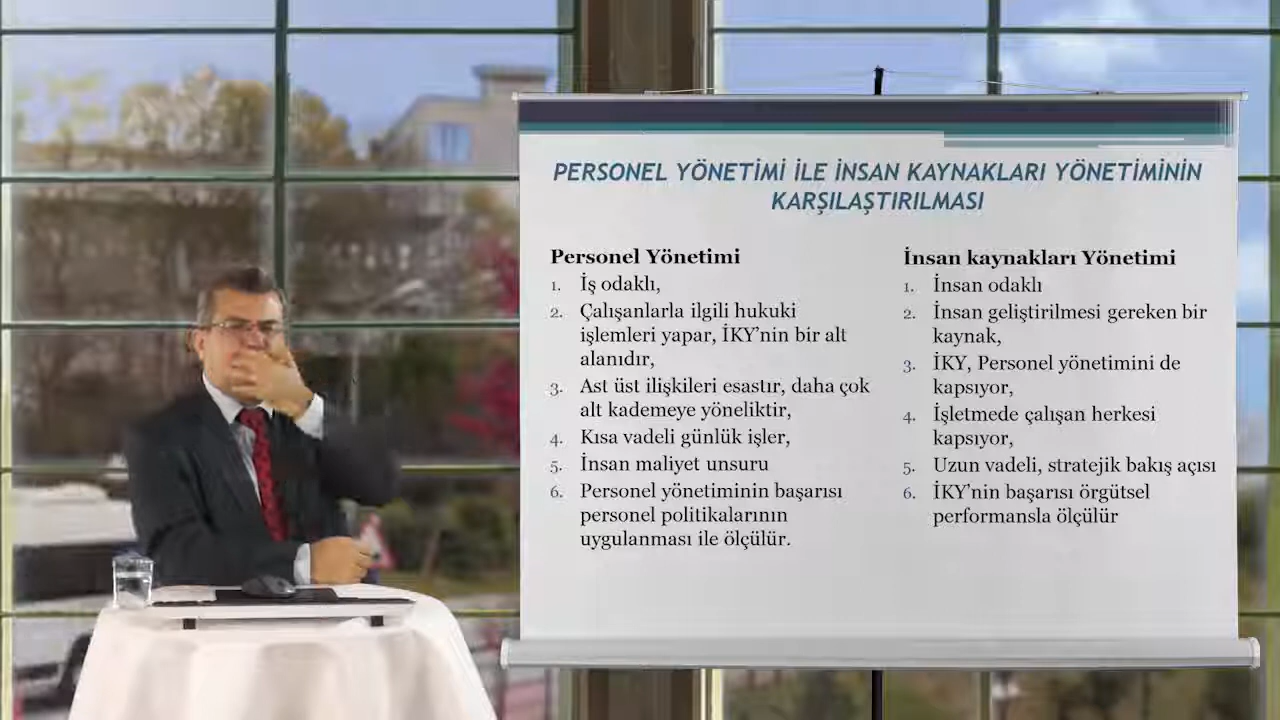 PERSONEL YÖNETİMİ İLE İNSAN KAYNAKLARI YÖNETİMİNİN
KARŞILAŞTIRILMASI
Personel Yönetimi
1. İş odaklı,
2. Çalışanlarla ilgili hukuki
işlemleri yapar, İKY'nin bir alt
alanıdır,
3. Ast üst ilişkileri esastır, daha çok
alt kademeye yöneliktir,
4. Kısa vadeli günlük işler,
5. İnsan maliyet unsuru
6. Personel yönetiminin başarısı
personel politikalarının
uygulanması ile ölçülür.
İnsan kaynakları Yönetimi
1. İnsan odaklı
2. İnsan geliştirilmesi gereken bir
kaynak,
3. İKY, Personel yönetimini de
kapsıyor,
4. İşletmede çalışan herkesi
kapsıyor,
5. Uzun vadeli, stratejik bakış açısı
6. İKY'nin başarısı örgütsel
performansla ölçülür